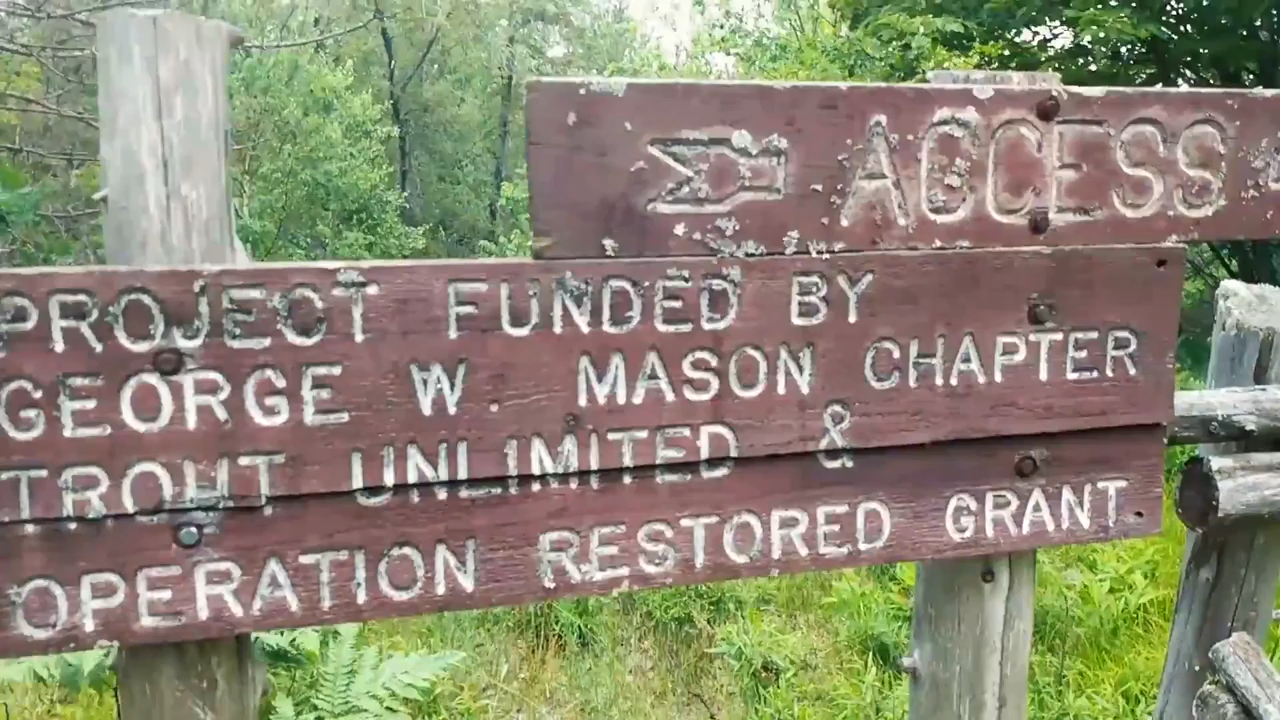 ACCESS
PROJECT FUNDED BY
GEORGE W. MASON CHAPTER
TROUT UNLIMITED &
OPERATION RESTORED GRANT.